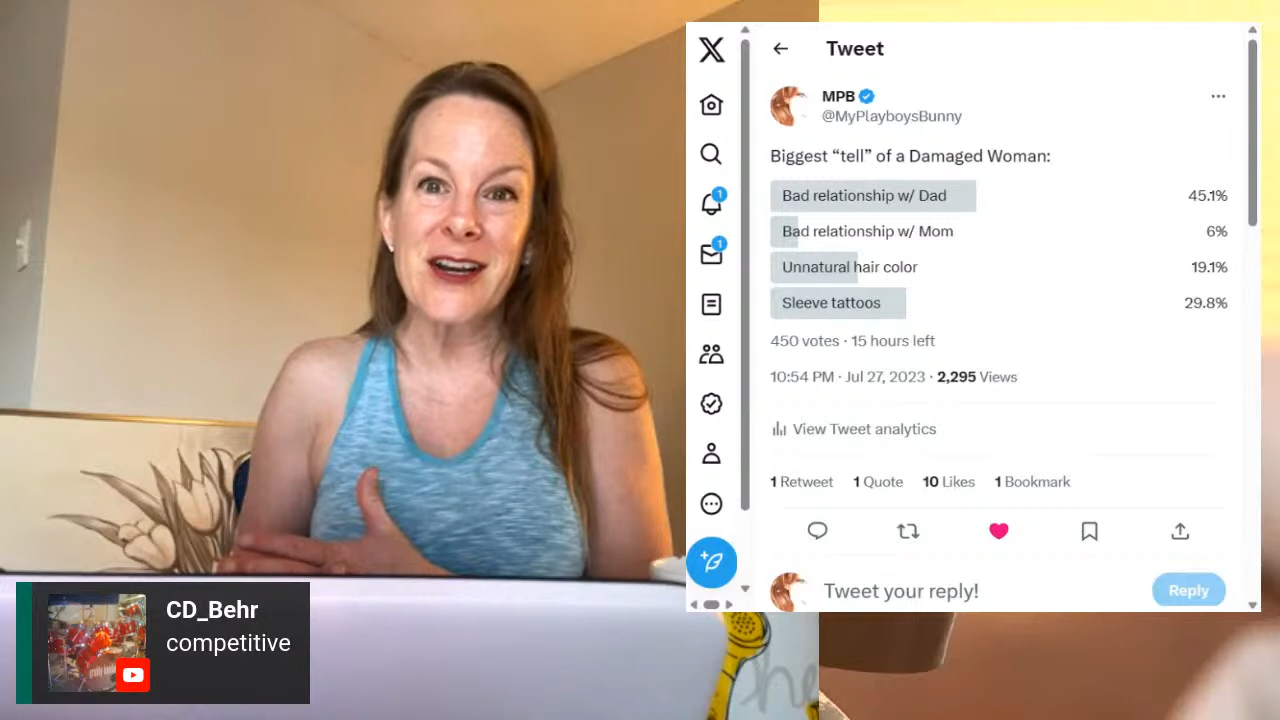 Tweet
MPB
@MyPlayboysBunny
Biggest “tell” of a Damaged Woman:
Bad relationship w/ Dad 45.1%
Bad relationship w/ Mom 6%
Unnatural hair color 19.1%
Sleeve tattoos 29.8%
450 votes · 15 hours left
10:54 PM · Jul 27, 2023 · 2,295 Views
View Tweet analytics
1 Retweet 1 Quote 10 Likes 1 Bookmark
Tweet your reply! Reply
1
1
CD_Behr
competitive